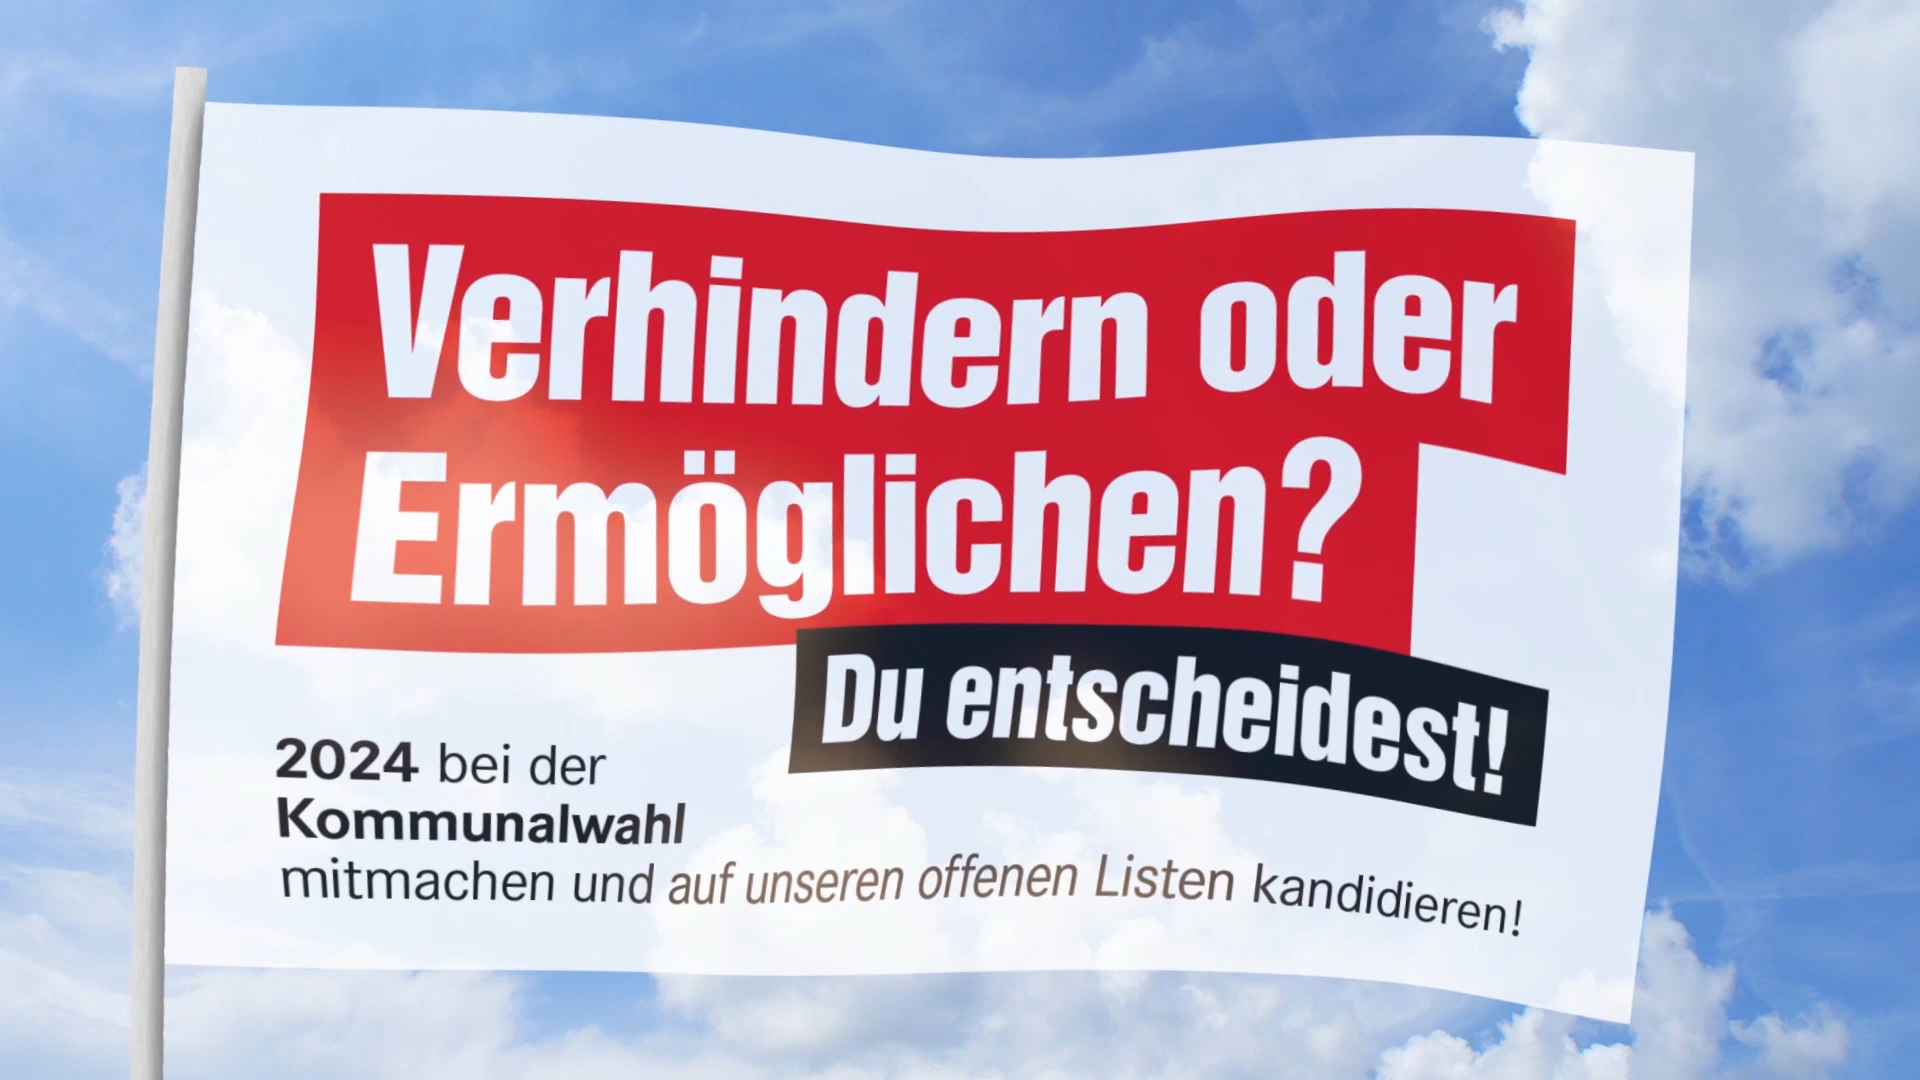 Verhindern oder
Ermöglichen?
Du entscheidest!
2024 bei der
Kommunalwahl
mitmachen und auf unseren offenen Listen kandidieren!